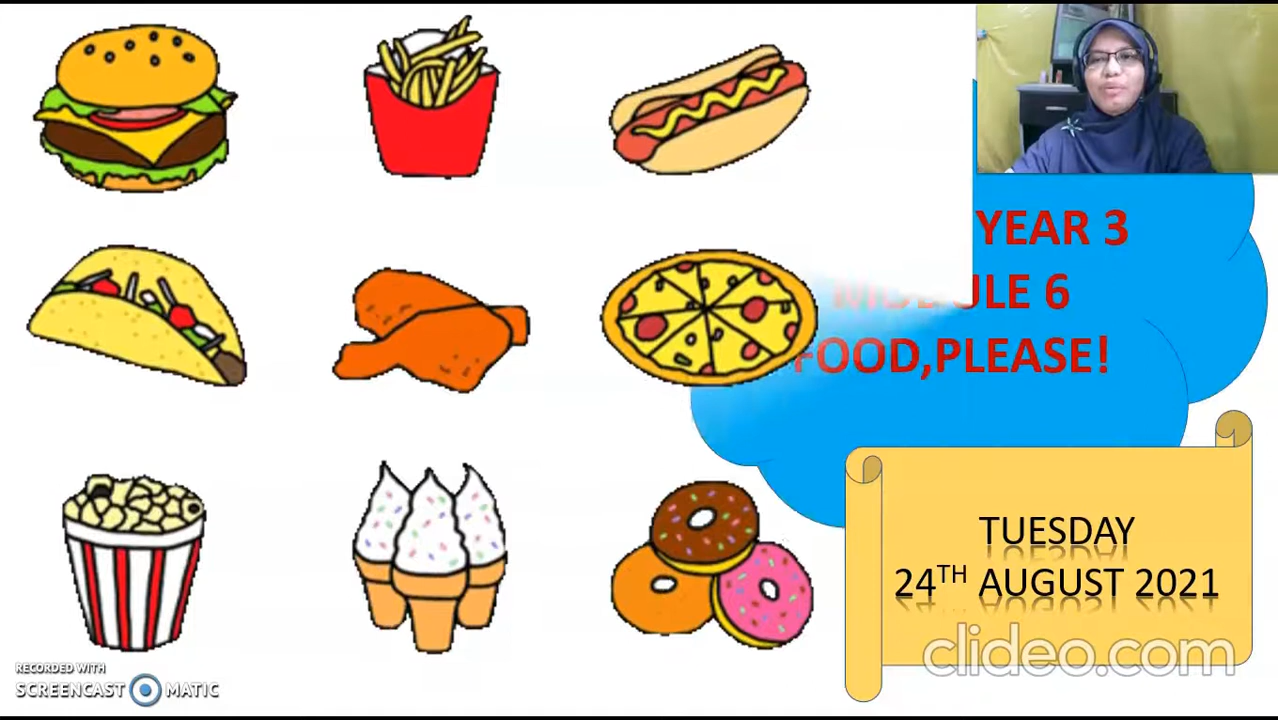 YEAR 3
MODULE 6
FOOD,PLEASE!
TUESDAY
24TH AUGUST 2021
clideo.com
RECORDED WITH
SCREENCAST MATIC